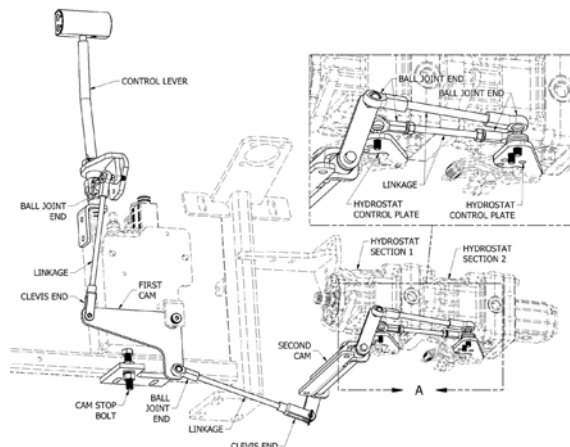 CONTROL LEVER
BALL JOINT END
BALL JOINT END
LINKAGE
HYDROSTAT
CONTROL PLATE
HYDROSTAT
CONTROL PLATE
BALL JOINT
END
LINKAGE
CLEVIS END
FIRST
CAM
HYDROSTAT
SECTION 1
HYDROSTAT
SECTION 2
SECOND
CAM
A
CAM STOP
BOLT
BALL
JOINT
END
LINKAGE
CLEVIS END